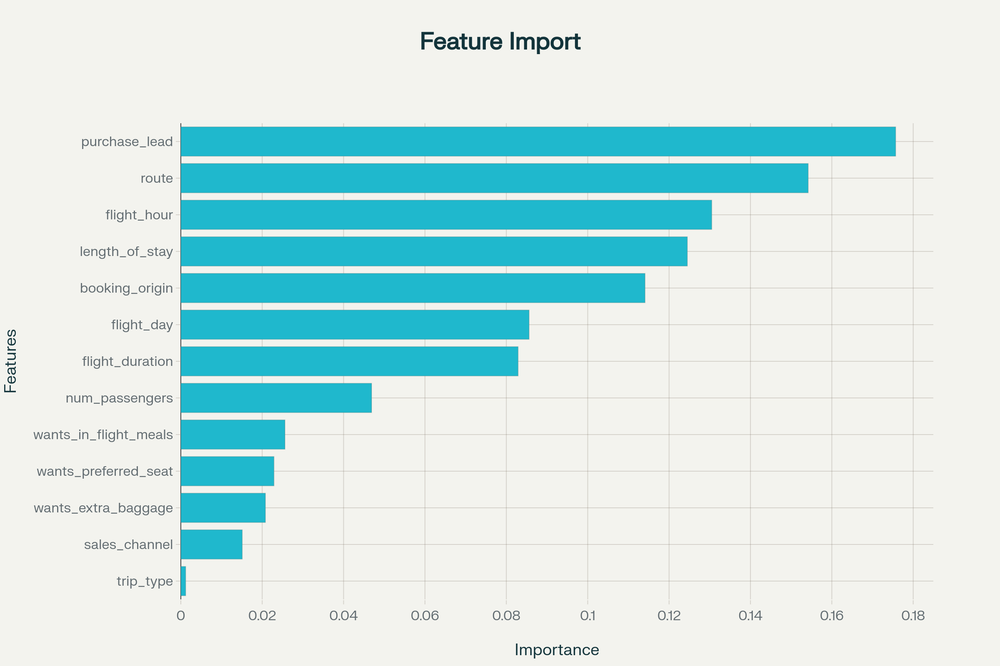 Feature Import
Features
purchase_lead
route
flight_hour
length_of_stay
booking_origin
flight_day
flight_duration
num_passengers
wants_in_flight_meals
wants_preferred_seat
wants_extra_baggage
sales_channel
trip_type
0 0.02 0.04 0.06 0.08 0.1 0.12 0.14 0.16 0.18
Importance